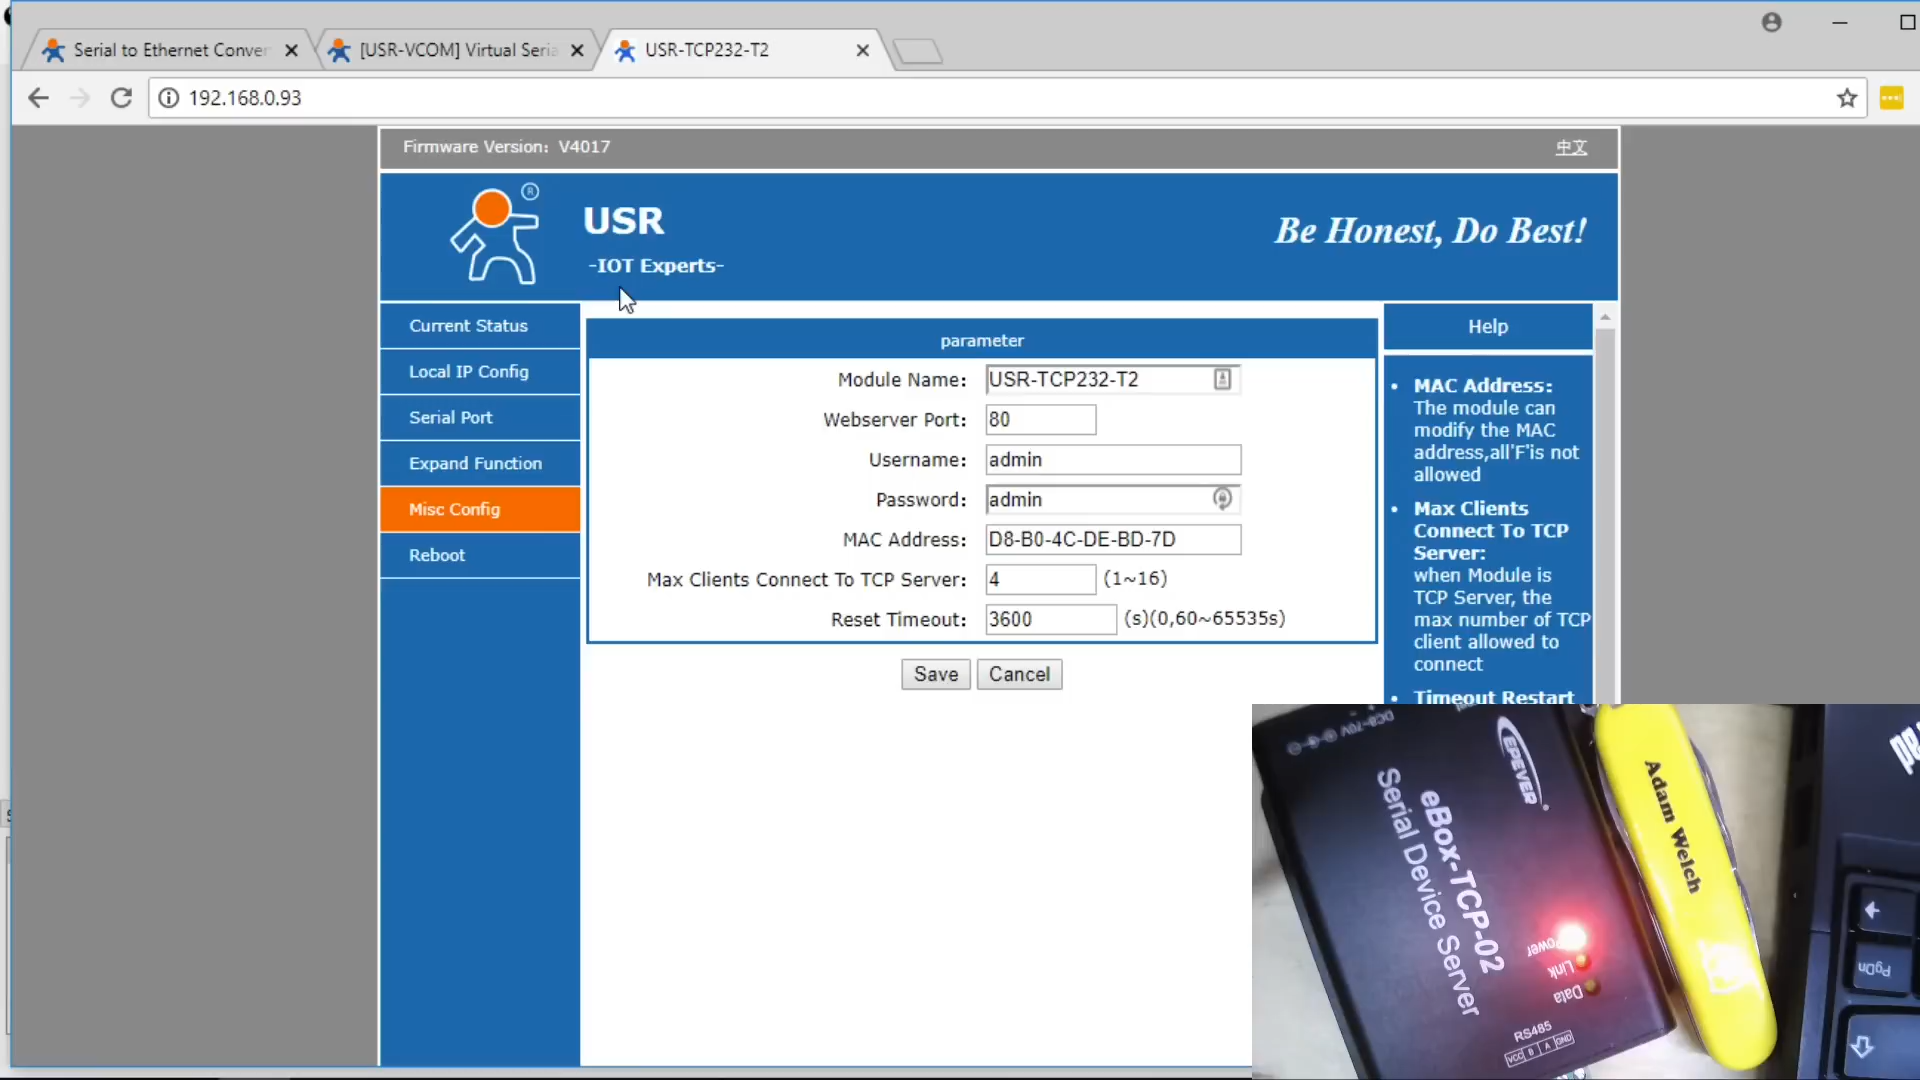 Serial to Ethernet Conver
[USR-VCOM] Virtual Seria
USR-TCP232-T2
192.168.0.93
Firmware Version: V4017
中文
®
USR
-IOT Experts-
Be Honest, Do Best!
Current Status
Local IP Config
Serial Port
Expand Function
Misc Config
Reboot
parameter
Module Name: USR-TCP232-T2
Webserver Port: 80
Username: admin
Password: admin
MAC Address: D8-B0-4C-DE-BD-7D
Max Clients Connect To TCP Server: 4 (1~16)
Reset Timeout: 3600 (s)(0,60~65535s)
Save Cancel
Help
MAC Address:
The module can
modify the MAC
address,all'F'is not
allowed
Max Clients
Connect To TCP
Server:
when Module is
TCP Server, the
max number of TCP
client allowed to
connect
Timeout Restart
EPEVER®
eBox-TCP-02
Serial Device Server
Power
Link
Data
RS485
VCC B A GND
Adam Welch
PgDn